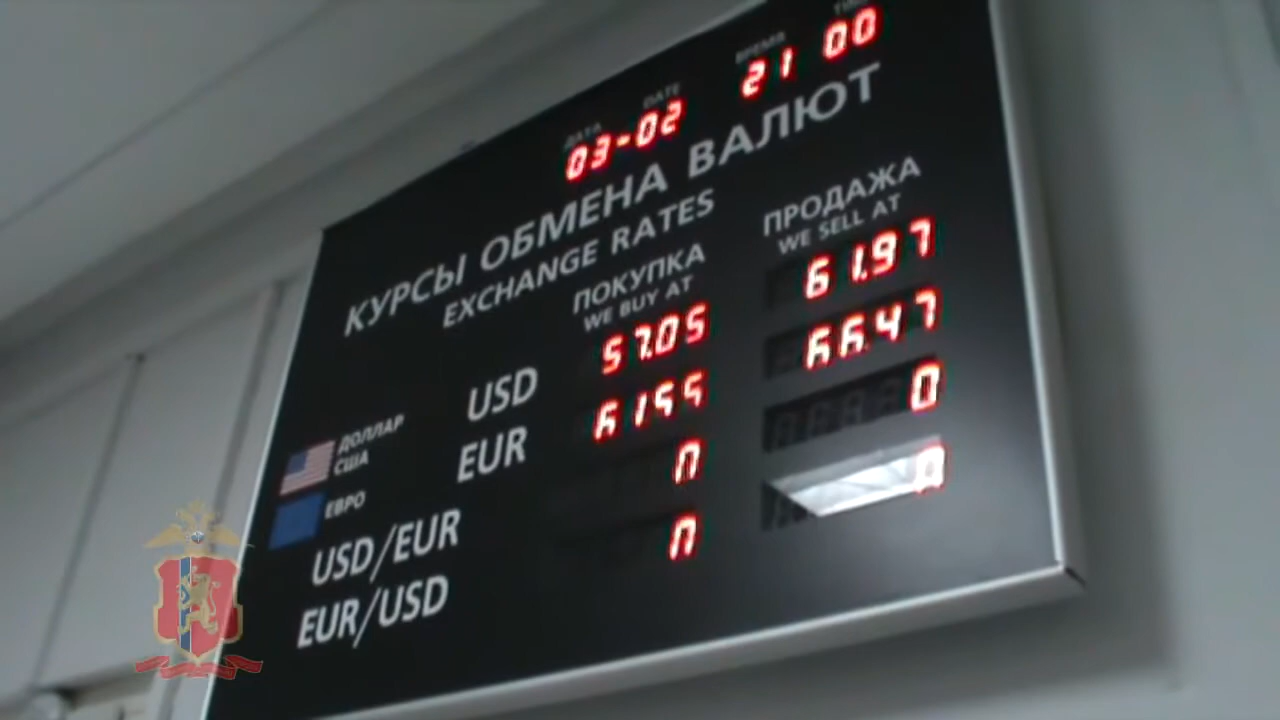 ДАТА DATE ВРЕМЯ
03-02 21 00
КУРСЫ ОБМЕНА ВАЛЮТ
EXCHANGE RATES
ПОКУПКА ПРОДАЖА
WE BUY AT WE SELL AT
ДОЛЛАР США USD 57.05 61.97
ЕВРО EUR 61.55 66.47
USD/EUR 0 0
EUR/USD 0 0